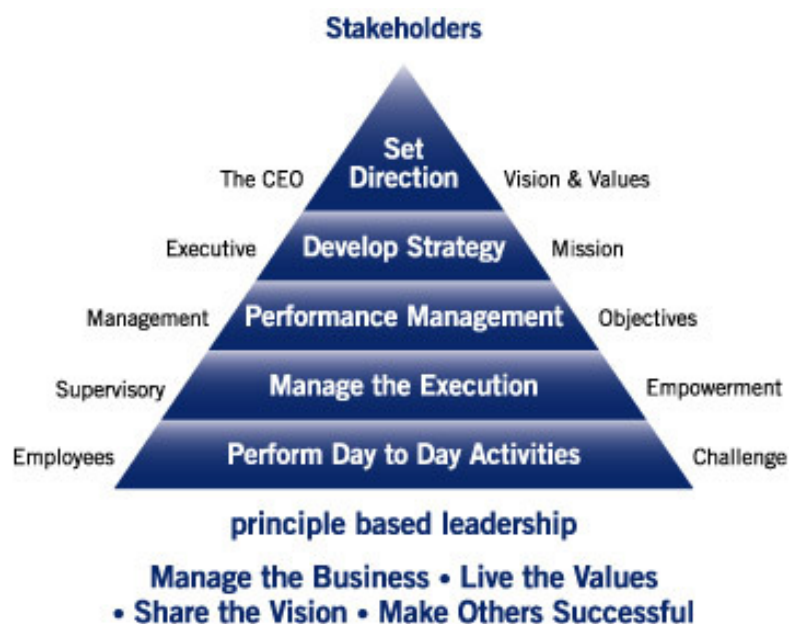 Stakeholders
Set
Direction
The CEO
Vision & Values
Executive
Develop Strategy
Mission
Management
Performance Management
Objectives
Supervisory
Manage the Execution
Empowerment
Employees
Perform Day to Day Activities
Challenge
principle based leadership
Manage the Business • Live the Values
• Share the Vision • Make Others Successful